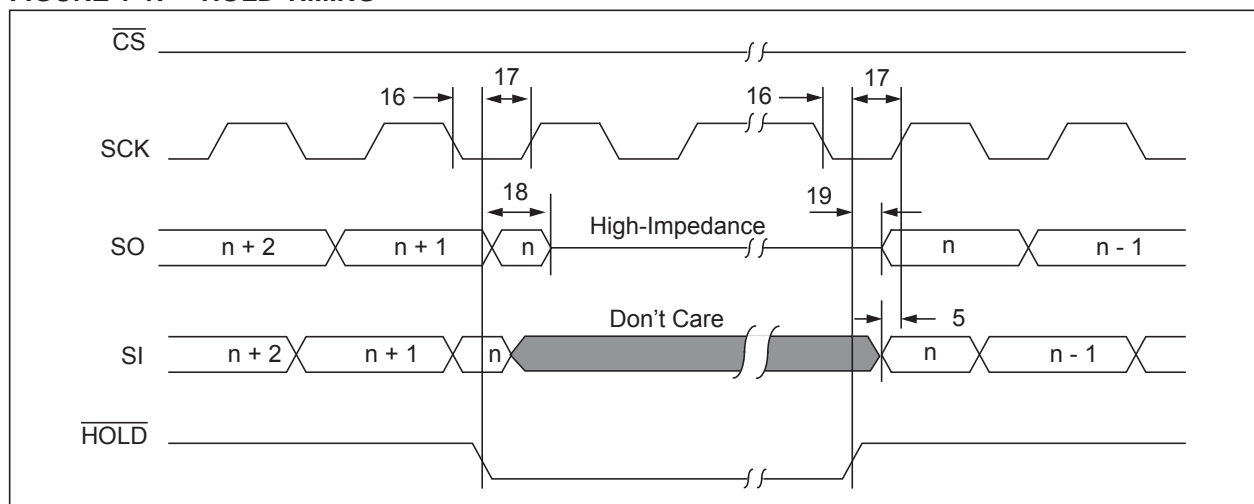 CS
16
17
16
17
SCK
18
19
High-Impedance
SO
n + 2
n + 1
n
n
n - 1
Don't Care
5
SI
n + 2
n + 1
n
n
n - 1
HOLD